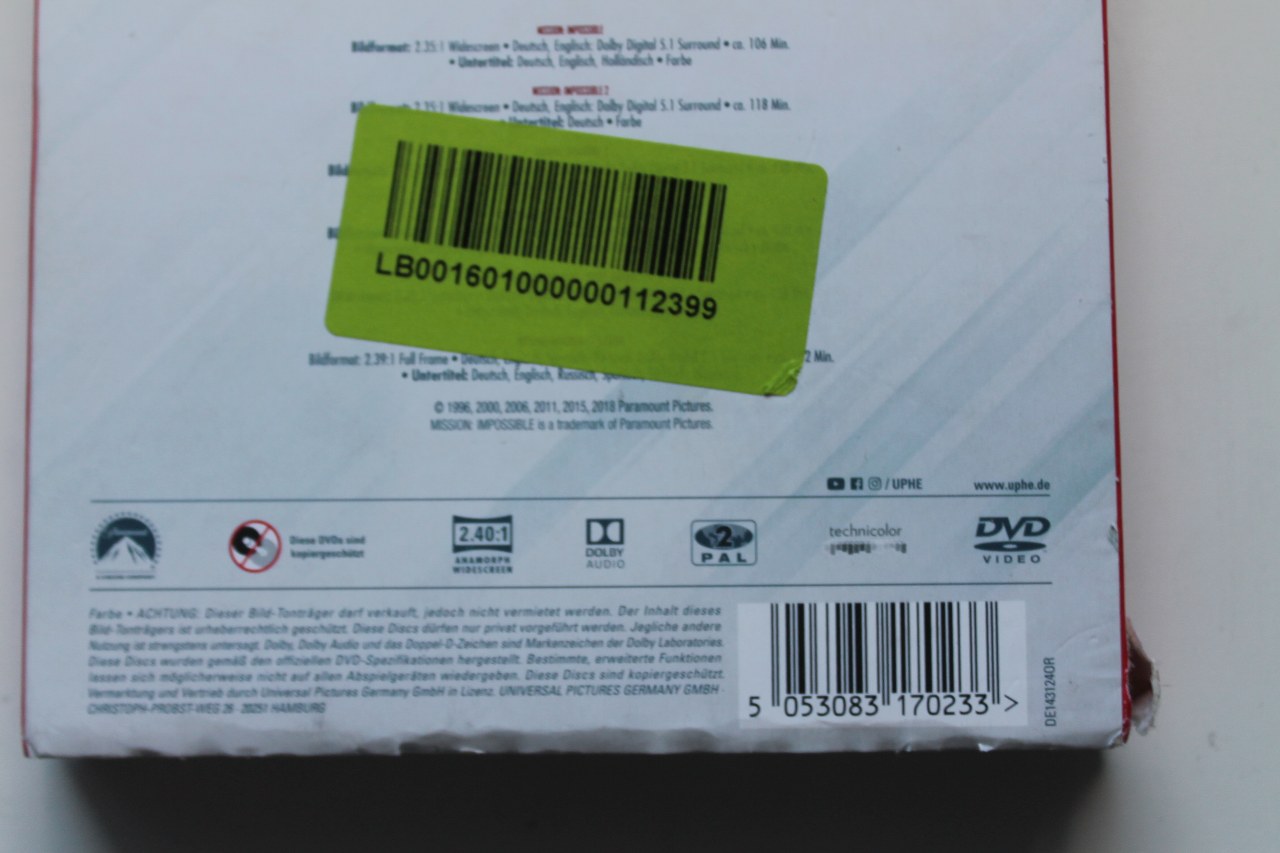 MISSION: IMPOSSIBLE
Bildformat: 2.35:1 Widescreen • Deutsch, Englisch: Dolby Digital 5.1 Surround • ca. 106 Min.
• Untertitel: Deutsch, Englisch, Holländisch • Farbe
MISSION: IMPOSSIBLE 2
2.35:1 Widescreen • Deutsch, Englisch: Dolby Digital 5.1 Surround • ca. 118 Min.
Untertitel: Deutsch • Farbe
LB001601000000112399
Bildformat: 2.39:1 Full Frame • Deutsch, 2 Min.
• Untertitel: Deutsch, Englisch, Russisch,
© 1996, 2000, 2006, 2011, 2015, 2018 Paramount Pictures.
MISSION: IMPOSSIBLE is a trademark of Paramount Pictures.
/ UPHE www.uphe.de
Diese DVDs sind
kopiergeschützt
2.40:1
ANAMORPH
WIDESCREEN
DOLBY
AUDIO
2
PAL
technicolor
DVD
VIDEO
Farbe • ACHTUNG: Dieser Bild-Tonträger darf verkauft, jedoch nicht vermietet werden. Der Inhalt dieses
Bild-Tonträgers ist urheberrechtlich geschützt. Diese Discs dürfen nur privat vorgeführt werden. Jegliche andere
Nutzung ist strengstens untersagt. Dolby, Dolby Audio und das Doppel-D-Zeichen sind Markenzeichen der Dolby Laboratories.
Diese Discs wurden gemäß den offiziellen DVD-Spezifikationen hergestellt. Bestimmte, erweiterte Funktionen
lassen sich möglicherweise nicht auf allen Abspielgeräten wiedergeben. Diese Discs sind kopiergeschützt.
Vermarktung und Vertrieb durch Universal Pictures Germany GmbH in Lizenz. UNIVERSAL PICTURES GERMANY GMBH ·
CHRISTOPH-PROBST-WEG 26 · 20251 HAMBURG
5 053083 170233 >
DE143124OR